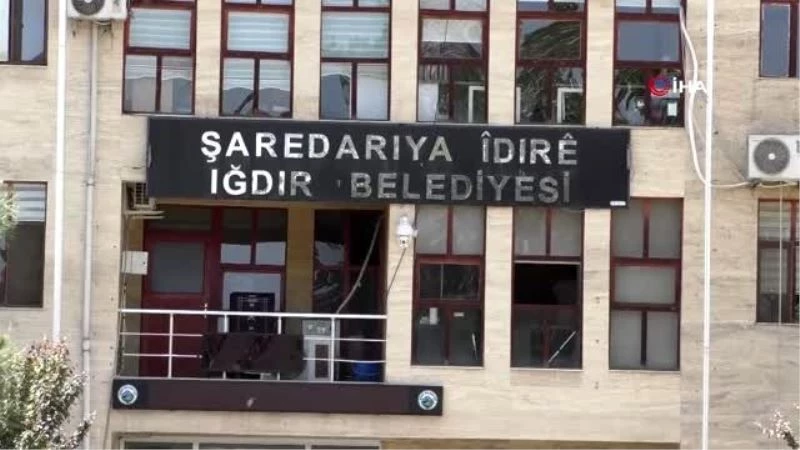 İHA
ŞAREDARIYA ÎDIRÊ
IĞDIR BELEDİYESİ